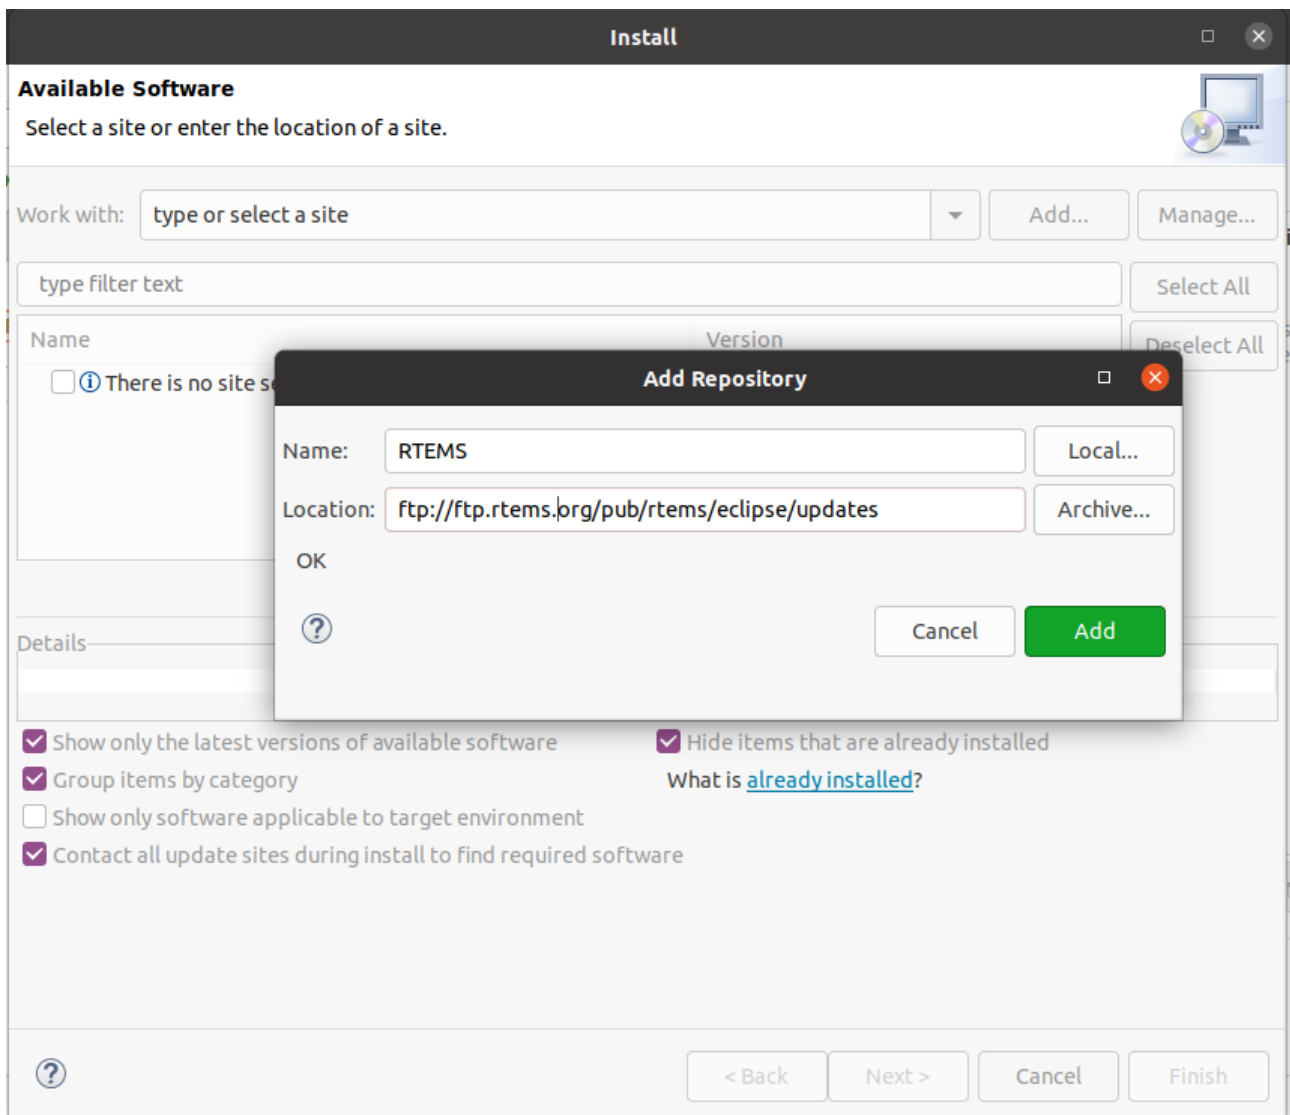 Install
Available Software
Select a site or enter the location of a site.
Work with: type or select a site Add... Manage...
type filter text Select All
Name Version Deselect All
There is no site
Add Repository
Name: RTEMS Local...
Location: ftp://ftp.rtems.org/pub/rtems/eclipse/updates Archive...
OK
Cancel Add
Details
Show only the latest versions of available software Hide items that are already installed
Group items by category What is already installed?
Show only software applicable to target environment
Contact all update sites during install to find required software
< Back Next > Cancel Finish